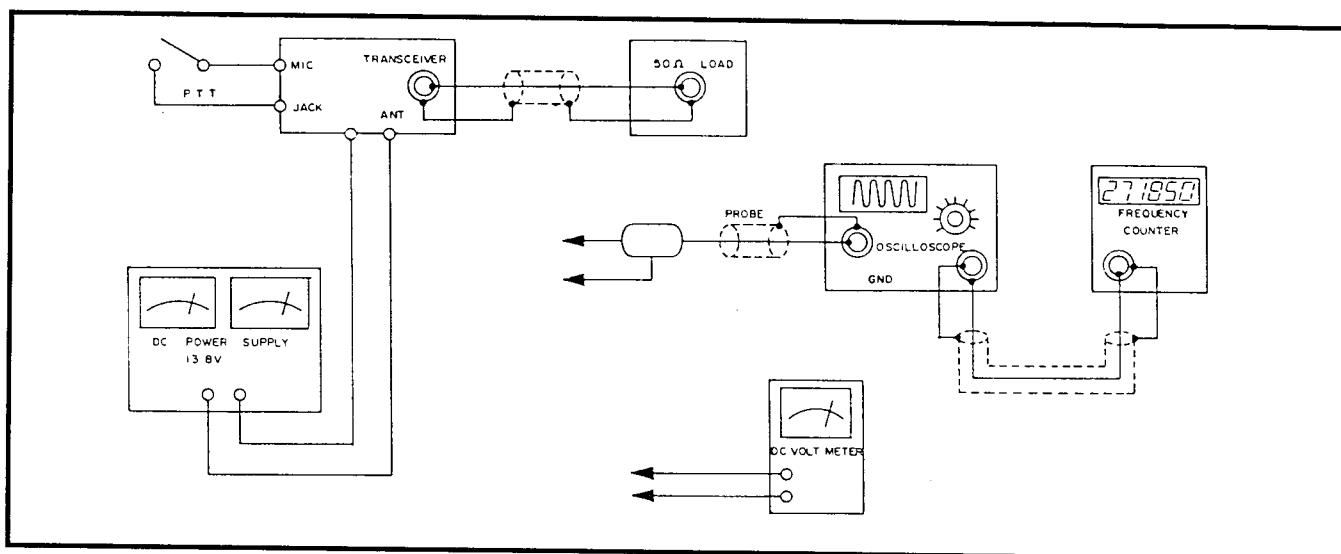 TRANSCEIVER
MIC
PTT
JACK
ANT
50Ω LOAD
PROBE
OSCILLOSCOPE
GND
271850
FREQUENCY
COUNTER
DC POWER SUPPLY
13.8V
DC VOLT METER